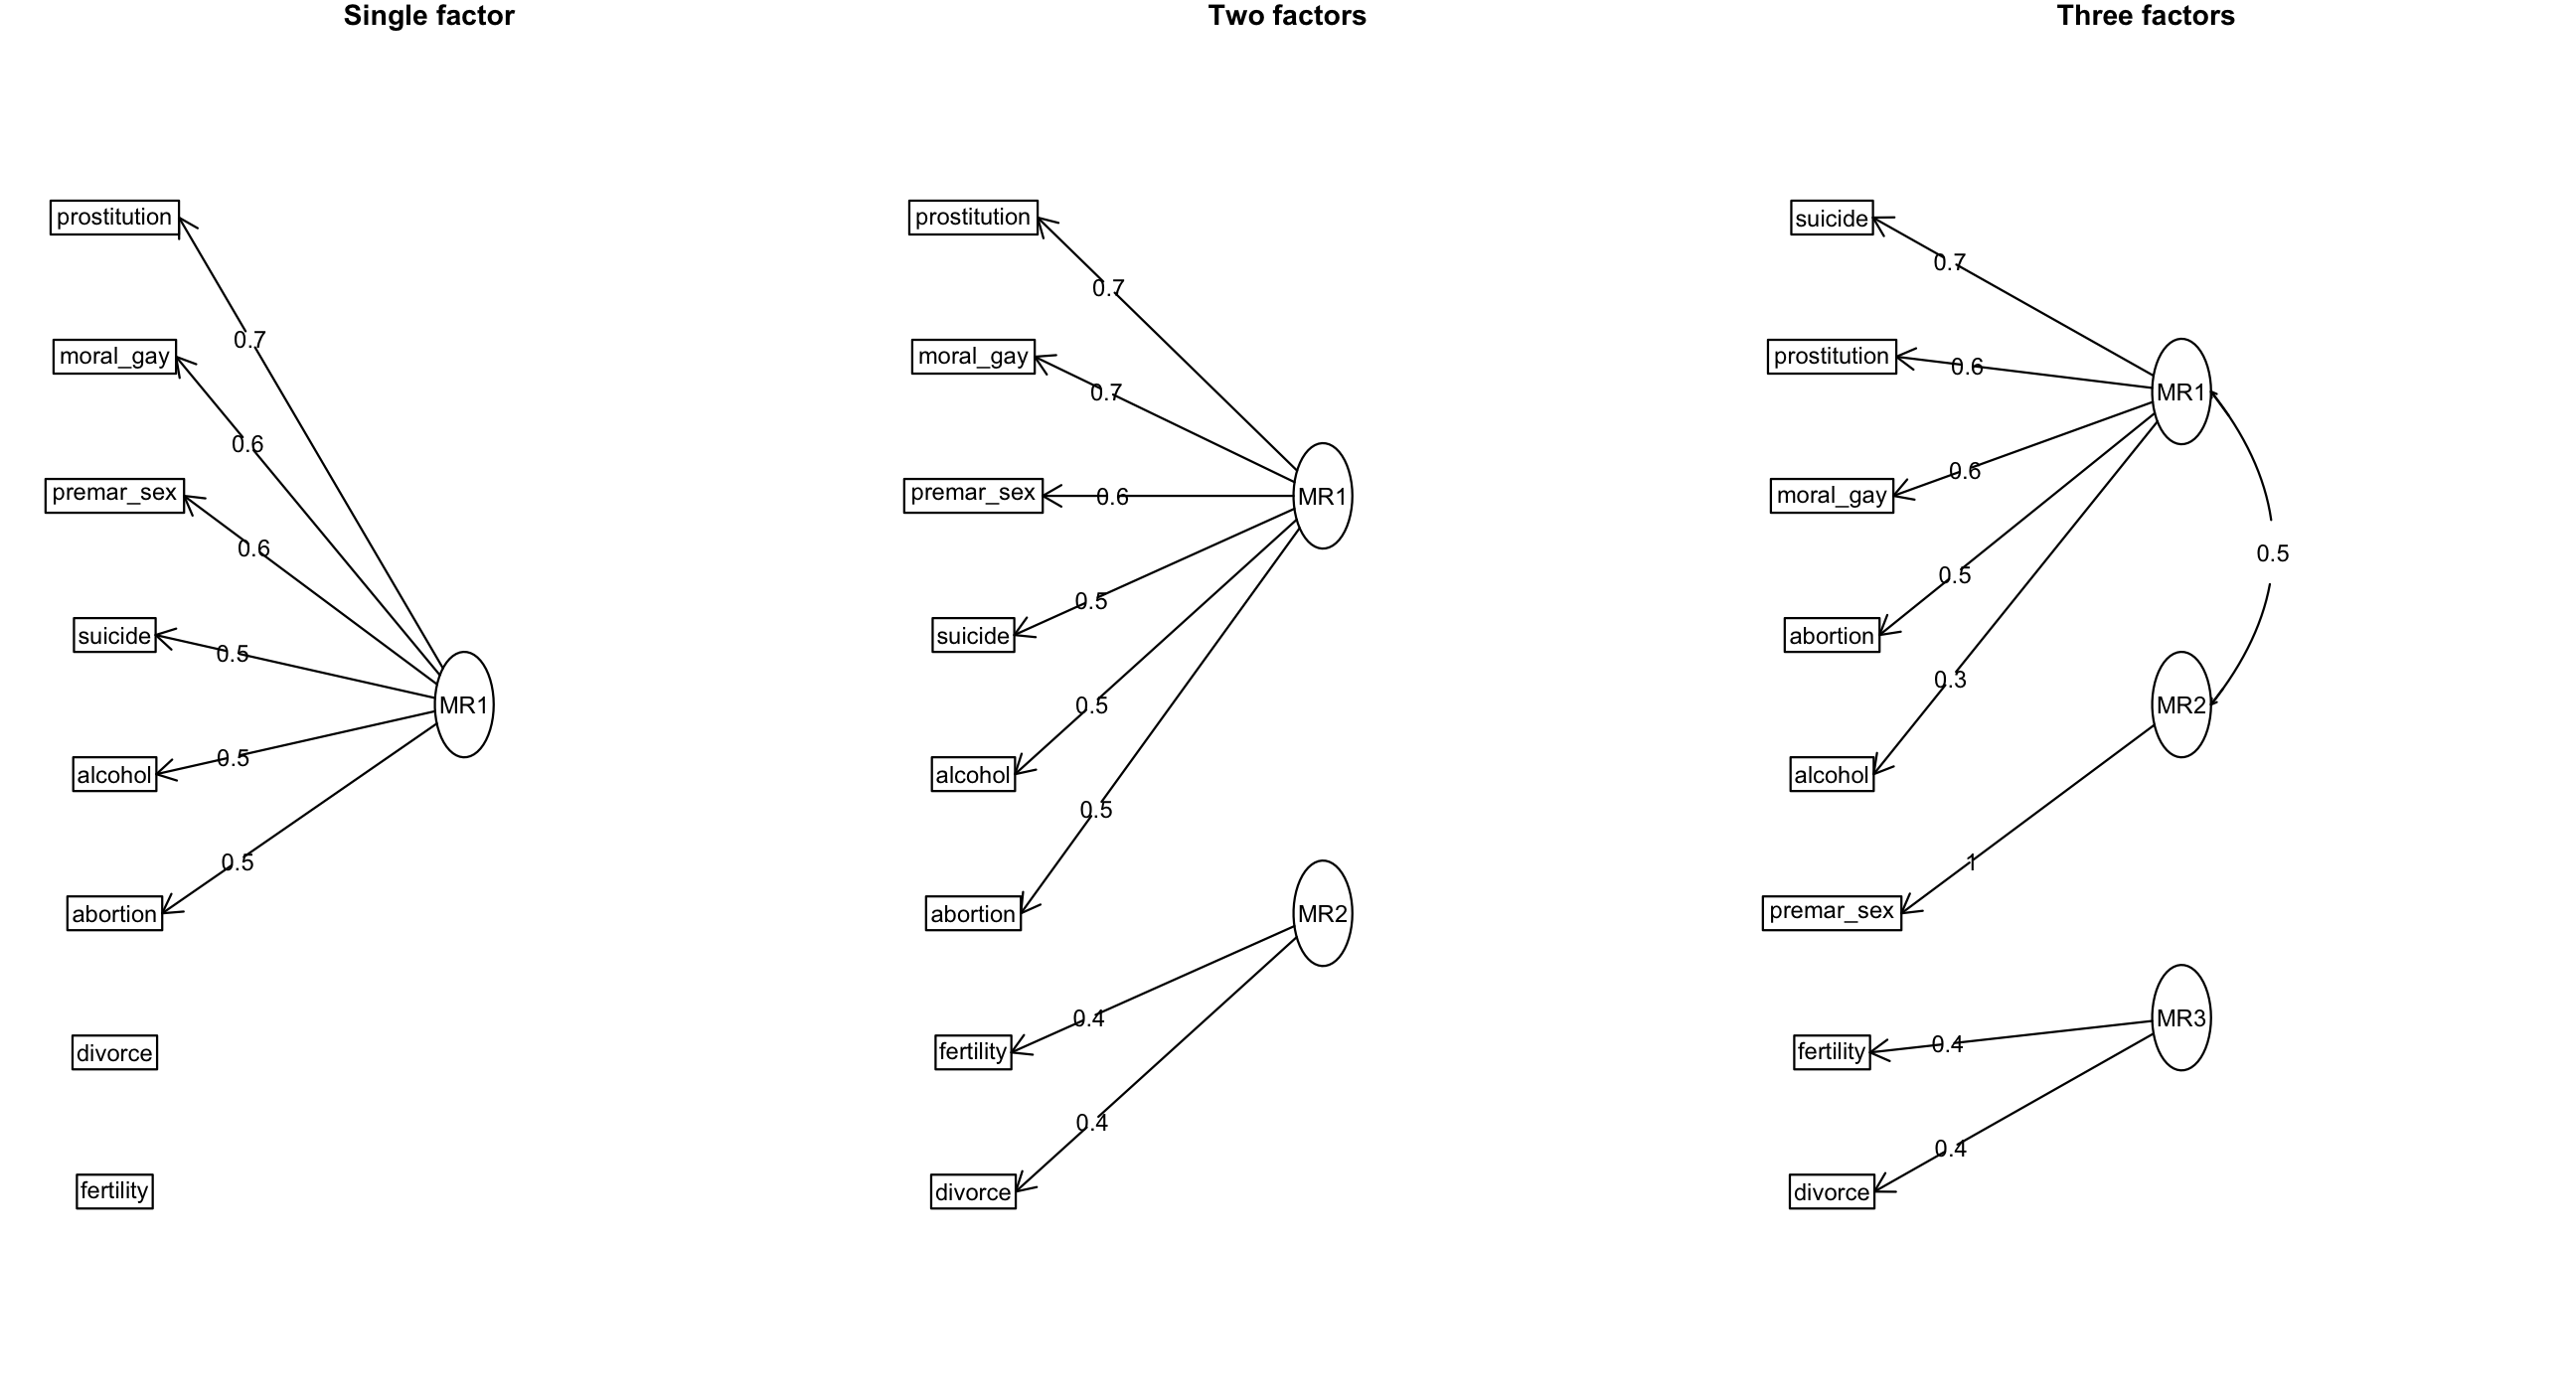 Single factor
prostitution
0.7
moral_gay
0.6
premar_sex
0.6
suicide
0.5
MR1
alcohol
0.5
0.5
abortion
divorce
fertility
Two factors
prostitution
0.7
moral_gay
0.7
premar_sex
0.6
MR1
suicide
0.5
0.5
alcohol
0.5
abortion
MR2
fertility
0.4
0.4
divorce
Three factors
suicide
0.7
prostitution
0.6
MR1
moral_gay
0.6
0.5
0.5
abortion
0.3
MR2
alcohol
1
premar_sex
MR3
fertility
0.4
0.4
divorce